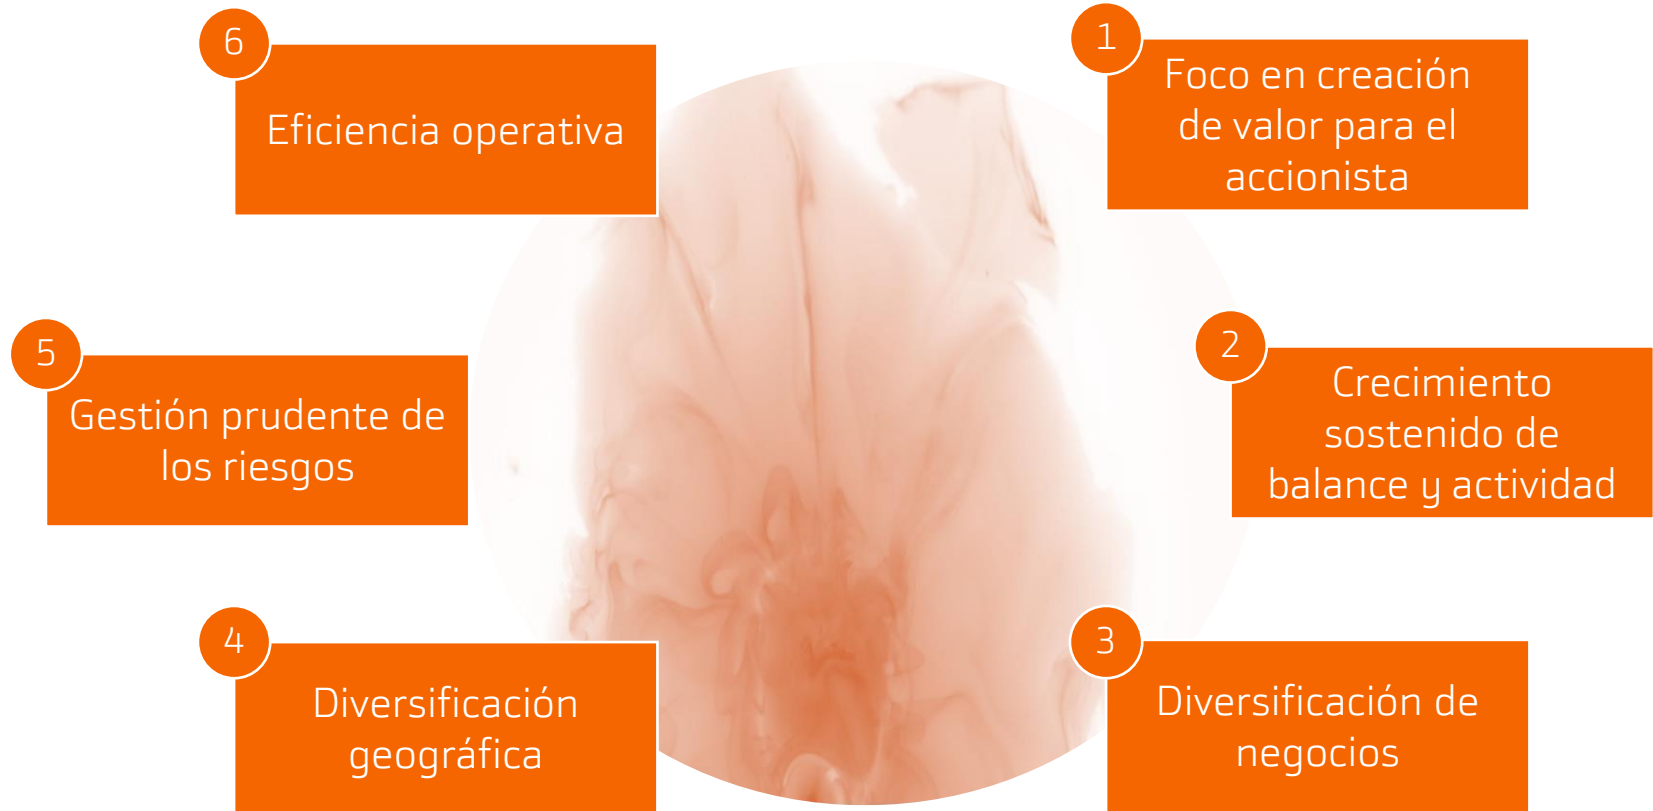 1
Foco en creación
de valor para el
accionista
2
Crecimiento
sostenido de
balance y actividad
3
Diversificación de
negocios
4
Diversificación
geográfica
5
Gestión prudente de
los riesgos
6
Eficiencia operativa